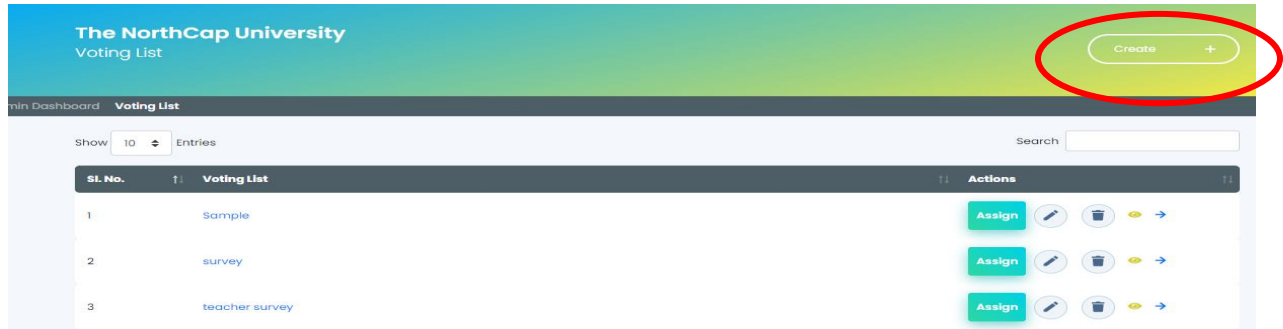 The NorthCap University
Voting List
Create +
min Dashboard Voting List
Show 10 Entries
Search
Sl. No. Voting List Actions
1 Sample Assign
2 survey Assign
3 teacher survey Assign